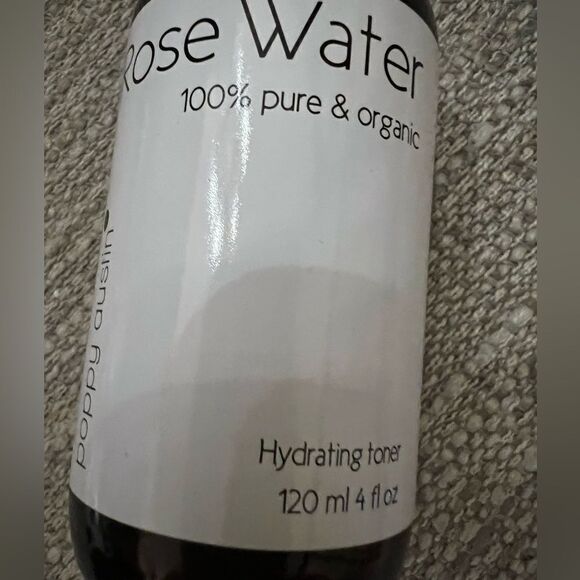 Rose Water
100% pure & organic
poppy austin
Hydrating toner
120 ml 4 fl oz